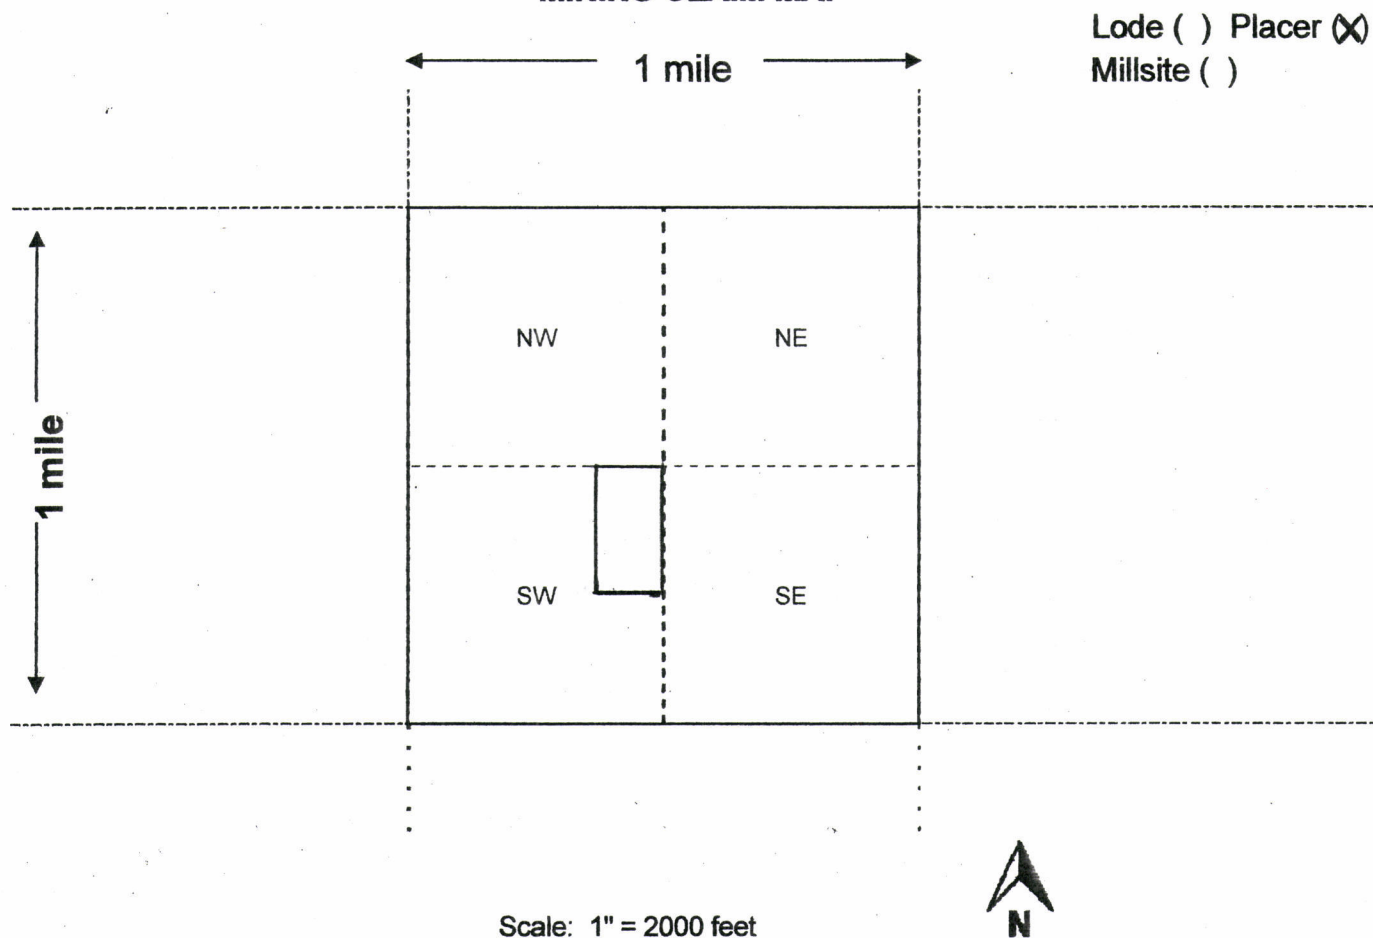 Lode ( ) Placer (X)
Millsite ( )
1 mile
NW
NE
1 mile
SW
SE
N
Scale: 1" = 2000 feet